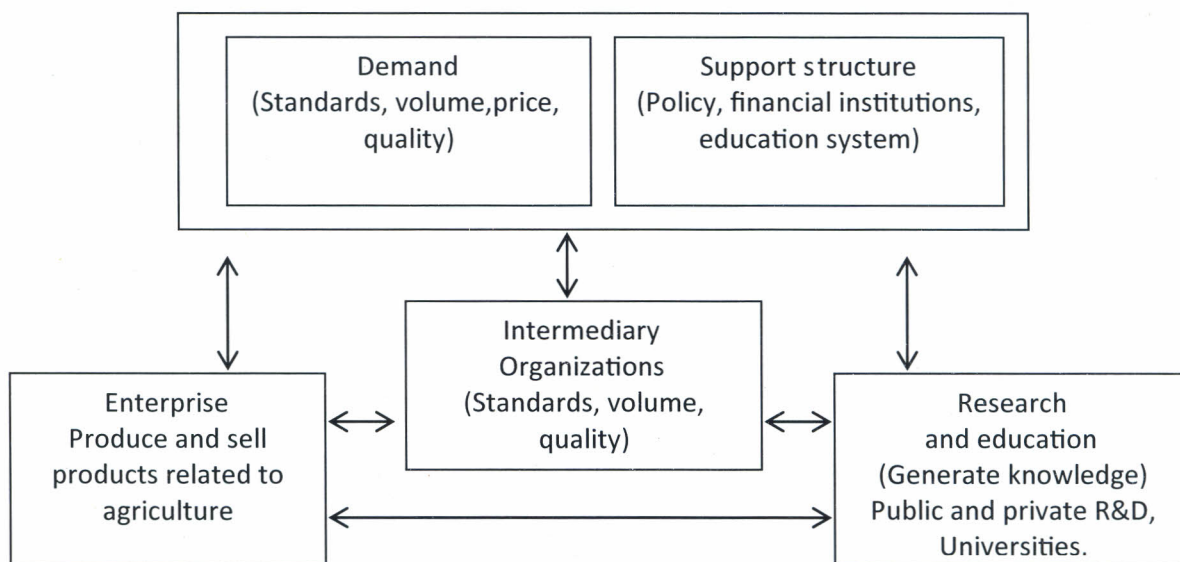 Demand
(Standards, volume,price,
quality)
Support structure
(Policy, financial institutions,
education system)
Intermediary
Organizations
(Standards, volume,
quality)
Enterprise
Produce and sell
products related to
agriculture
Research
and education
(Generate knowledge)
Public and private R&D,
Universities.